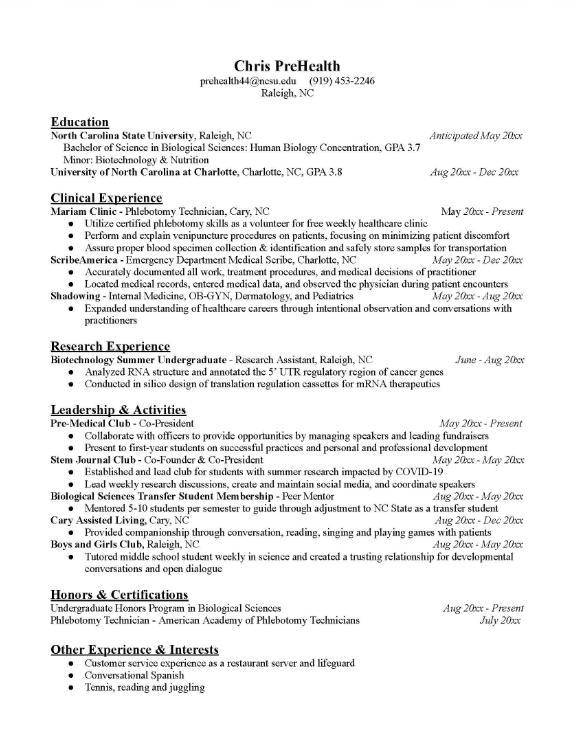 Chris PreHealth
prehealth44@ncsu.edu (919) 453-2246
Raleigh, NC
Education
North Carolina State University, Raleigh, NC Anticipated May 20xx
Bachelor of Science in Biological Sciences: Human Biology Concentration, GPA 3.7
Minor: Biotechnology & Nutrition
University of North Carolina at Charlotte, Charlotte, NC, GPA 3.8 Aug 20xx - Dec 20xx
Clinical Experience
Mariam Clinic - Phlebotomy Technician, Cary, NC May 20xx - Present
● Utilize certified phlebotomy skills as a volunteer for free weekly healthcare clinic
● Perform and explain venipuncture procedures on patients, focusing on minimizing patient discomfort
● Assure proper blood specimen collection & identification and safely store samples for transportation
ScribeAmerica - Emergency Department Medical Scribe, Charlotte, NC May 20xx - Dec 20xx
● Accurately documented all work, treatment procedures, and medical decisions of practitioner
● Located medical records, entered medical data, and observed the physician during patient encounters
Shadowing - Internal Medicine, OB-GYN, Dermatology, and Pediatrics May 20xx - Aug 20xx
● Expanded understanding of healthcare careers through intentional observation and conversations with
practitioners
Research Experience
Biotechnology Summer Undergraduate - Research Assistant, Raleigh, NC June - Aug 20xx
● Analyzed RNA structure and annotated the 5’ UTR regulatory region of cancer genes
● Conducted in silico design of translation regulation cassettes for mRNA therapeutics
Leadership & Activities
Pre-Medical Club - Co-President May 20xx - Present
● Collaborate with officers to provide opportunities by managing speakers and leading fundraisers
● Present to first-year students on successful practices and personal and professional development
Stem Journal Club - Co-Founder & Co-President May 20xx - May 20xx
● Established and lead club for students with summer research impacted by COVID-19
● Lead weekly research discussions, create and maintain social media, and coordinate speakers
Biological Sciences Transfer Student Membership - Peer Mentor Aug 20xx - May 20xx
● Mentored 5-10 students per semester to guide through adjustment to NC State as a transfer student
Cary Assisted Living, Cary, NC Aug 20xx - Dec 20xx
● Provided companionship through conversation, reading, singing and playing games with patients
Boys and Girls Club, Raleigh, NC Aug 20xx - May 20xx
● Tutored middle school student weekly in science and created a trusting relationship for developmental
conversations and open dialogue
Honors & Certifications
Undergraduate Honors Program in Biological Sciences Aug 20xx - Present
Phlebotomy Technician - American Academy of Phlebotomy Technicians July 20xx
Other Experience & Interests
● Customer service experience as a restaurant server and lifeguard
● Conversational Spanish
● Tennis, reading and juggling